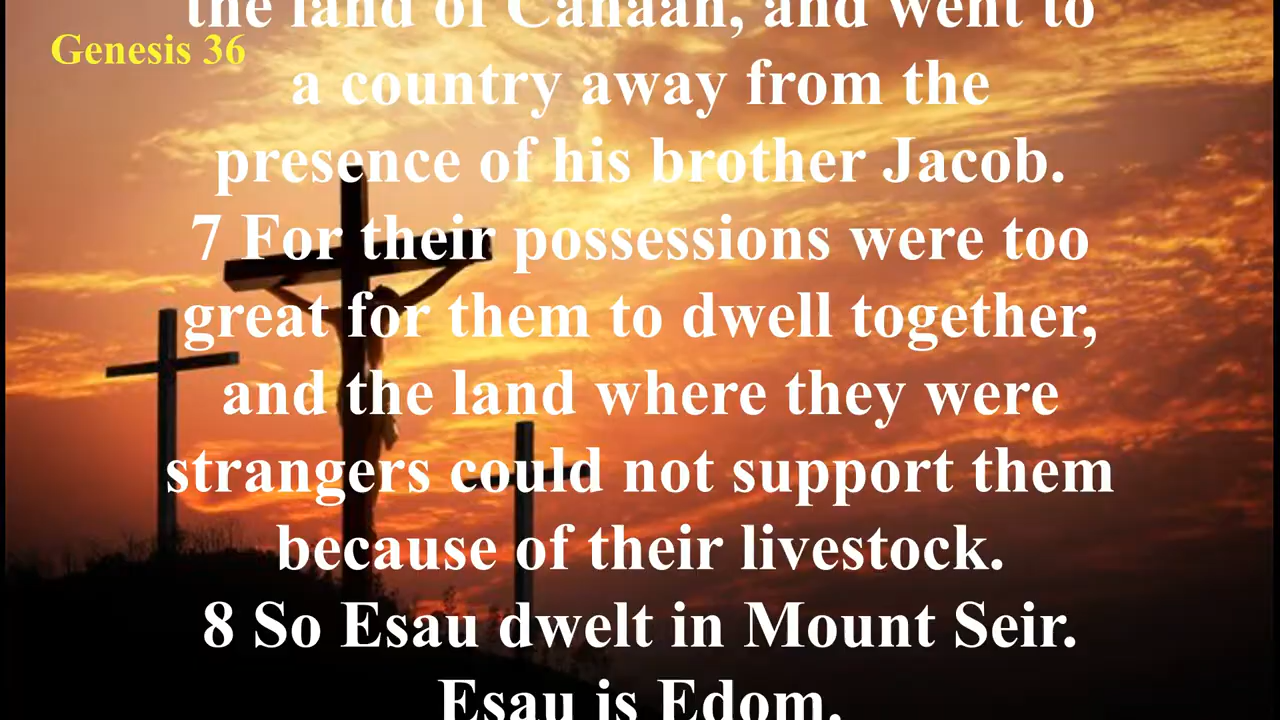 the land of Canaan, and went to
Genesis 36
a country away from the
presence of his brother Jacob.
7 For their possessions were too
great for them to dwell together,
and the land where they were
strangers could not support them
because of their livestock.
8 So Esau dwelt in Mount Seir.
Esau is Edom.